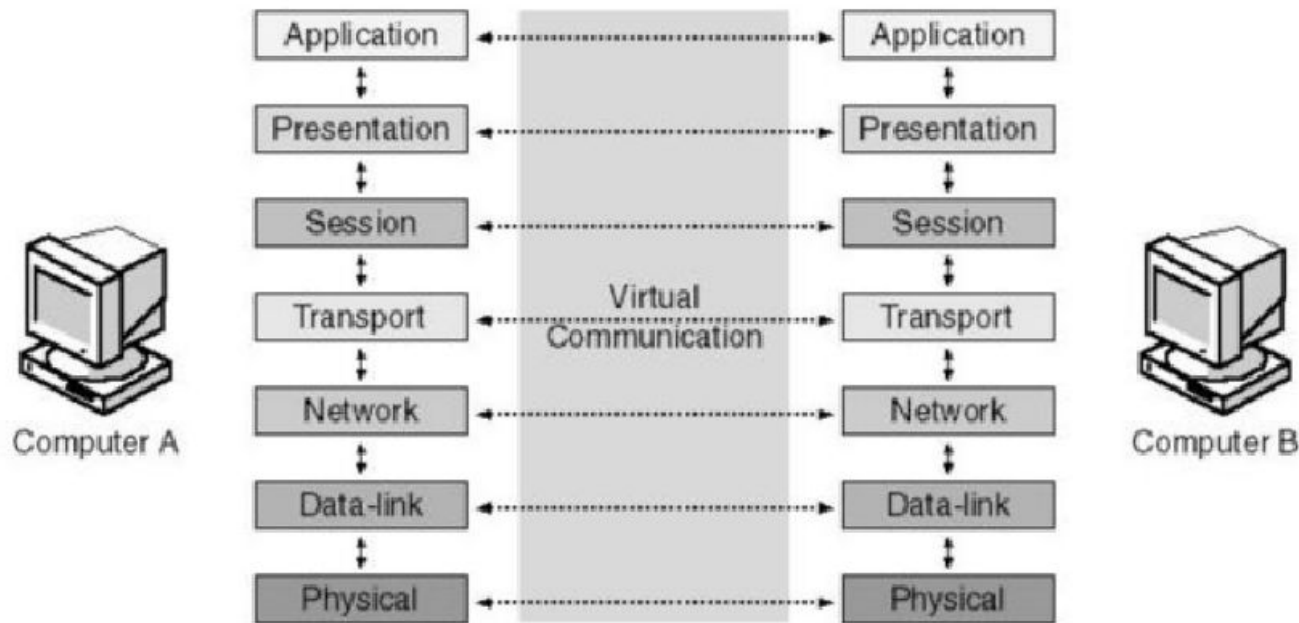 Application
Application
Presentation
Presentation
Session
Session
Virtual
Transport
Communication
Transport
Network
Network
Computer A
Computer B
Data-link
Data-link
Physical
Physical